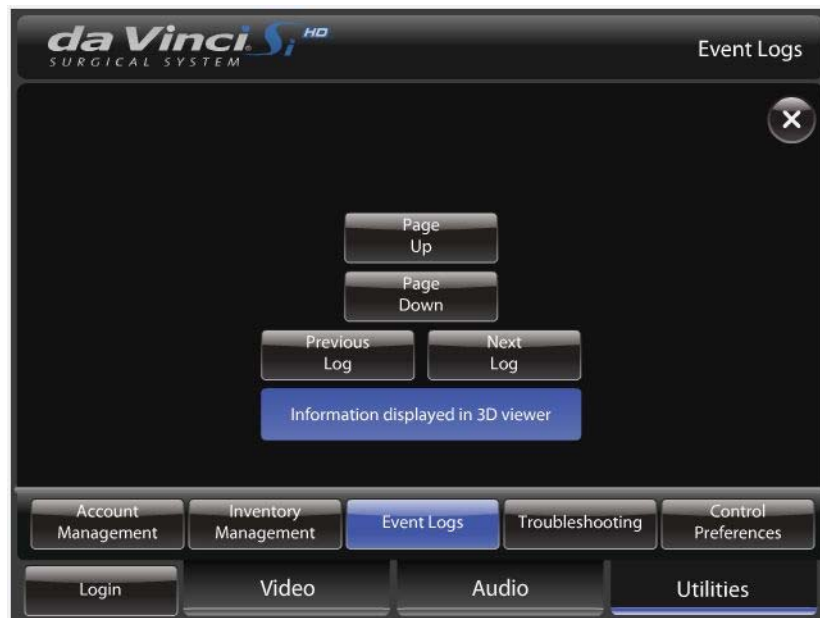 da Vinci. Si HD
SURGICAL SYSTEM
Event Logs
Page
Up
Page
Down
Previous
Log
Next
Log
Information displayed in 3D viewer
Account
Management
Inventory
Management
Event Logs
Troubleshooting
Control
Preferences
Login
Video
Audio
Utilities